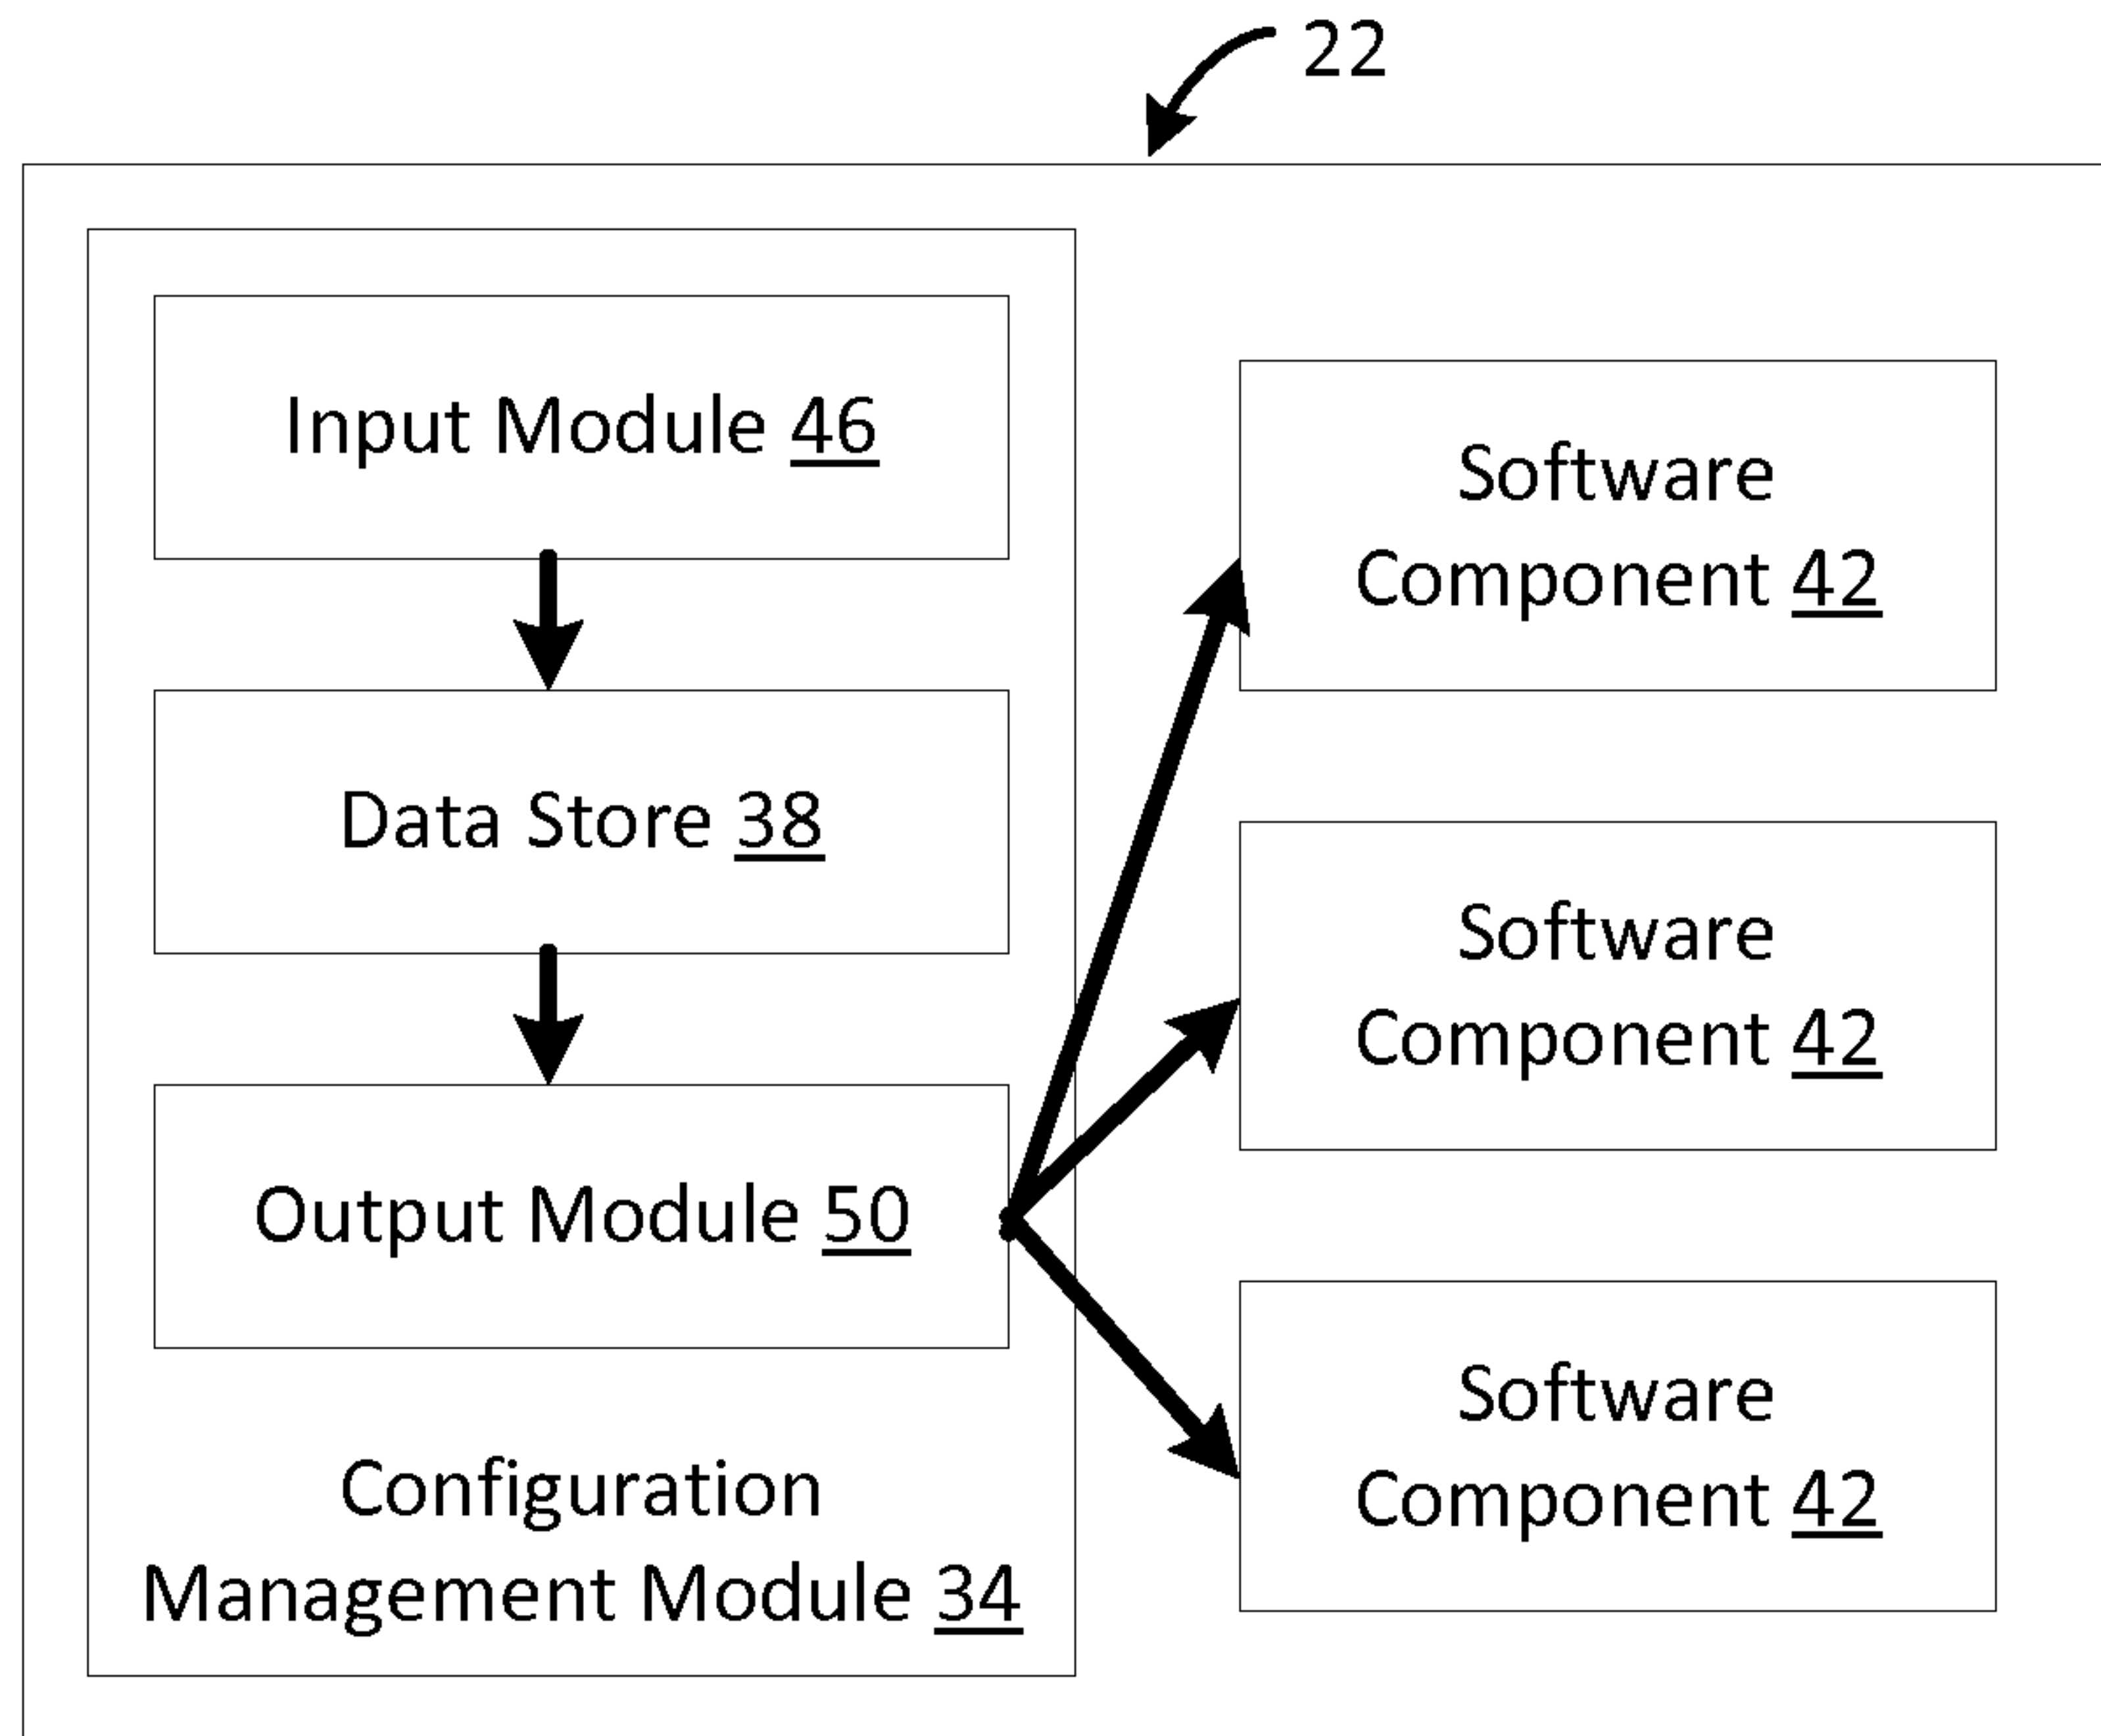 22
Input Module 46
Data Store 38
Output Module 50
Configuration
Management Module 34
Software
Component 42
Software
Component 42
Software
Component 42